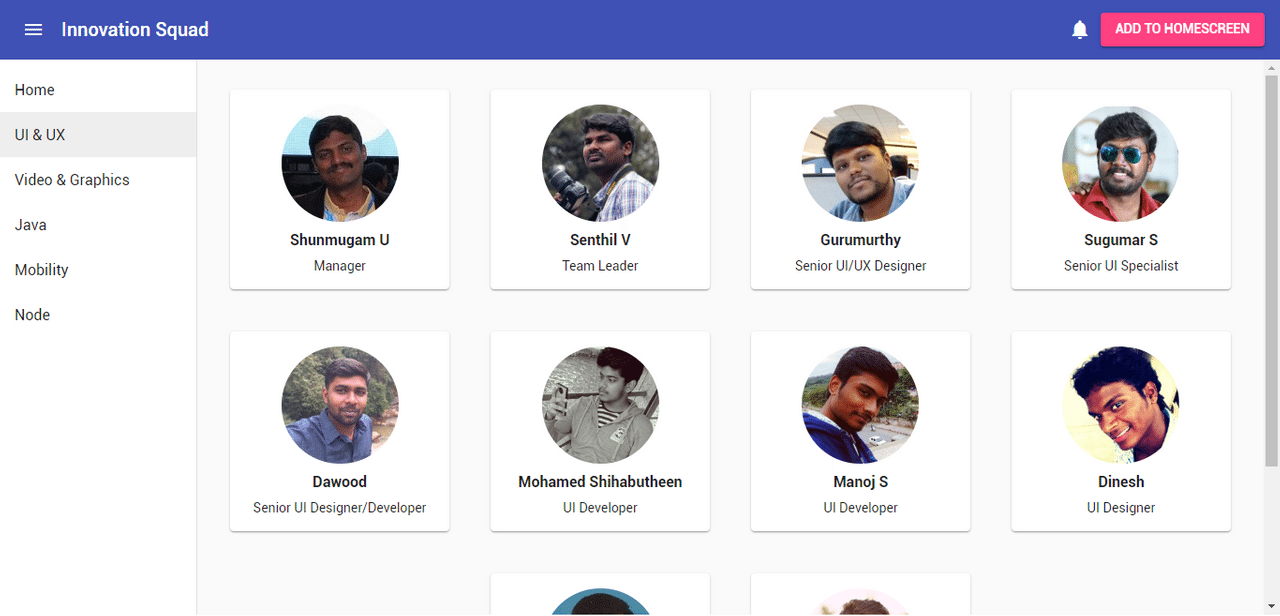 Innovation Squad
ADD TO HOMESCREEN
Home
UI & UX
Video & Graphics
Java
Mobility
Node
Shunmugam U
Manager
Senthil V
Team Leader
Gurumurthy
Senior UI/UX Designer
Sugumar S
Senior UI Specialist
Dawood
Senior UI Designer/Developer
Mohamed Shihabutheen
UI Developer
Manoj S
UI Developer
Dinesh
UI Designer